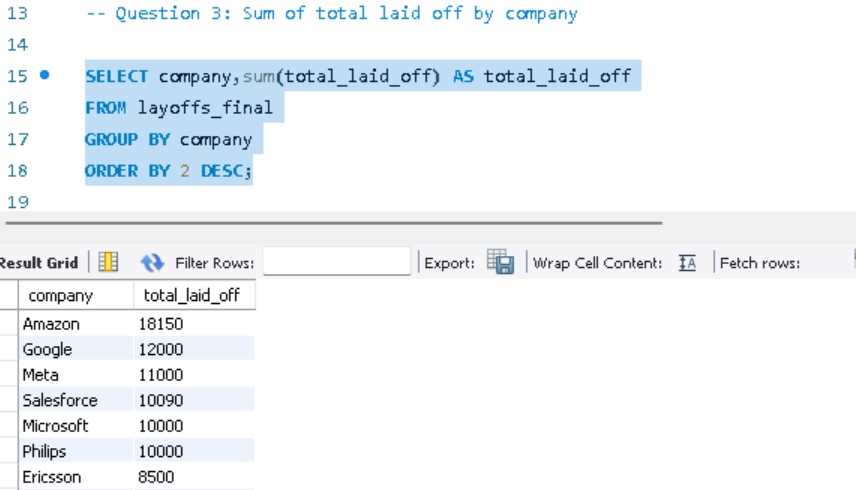 13 -- Question 3: Sum of total laid off by company
14
15 SELECT company,sum(total_laid_off) AS total_laid_off
16 FROM layoffs_final
17 GROUP BY company
18 ORDER BY 2 DESC;
19
Result Grid Filter Rows: Export: Wrap Cell Content: IA Fetch rows:
company total_laid_off
Amazon 18150
Google 12000
Meta 11000
Salesforce 10090
Microsoft 10000
Philips 10000
Ericsson 8500